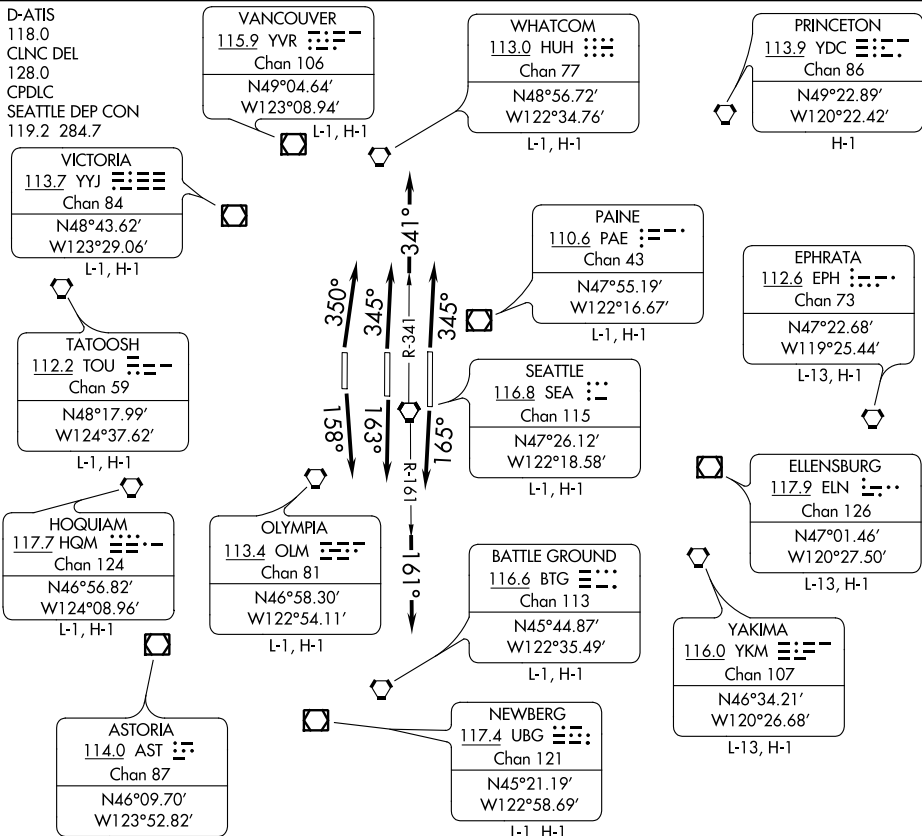 D-ATIS
118.0
CLNC DEL
128.0
CPDLC
SEATTLE DEP CON
119.2 284.7
VANCOUVER
115.9 YVR
Chan 106
N49°04.64′
W123°08.94′
L-1, H-1
WHATCOM
113.0 HUH
Chan 77
N48°56.72′
W122°34.76′
L-1, H-1
PRINCETON
113.9 YDC
Chan 86
N49°22.89′
W120°22.42′
H-1
VICTORIA
113.7 YYJ
Chan 84
N48°43.62′
W123°29.06′
L-1, H-1
PAINE
110.6 PAE
Chan 43
N47°55.19′
W122°16.67′
L-1, H-1
EPHRATA
112.6 EPH
Chan 73
N47°22.68′
W119°25.44′
L-13, H-1
341°
350°
345°
R-341
345°
TATOOSH
112.2 TOU
Chan 59
N48°17.99′
W124°37.62′
L-1, H-1
SEATTLE
116.8 SEA
Chan 115
N47°26.12′
W122°18.58′
L-1, H-1
158°
163°
R-161
165°
161°
ELLENSBURG
117.9 ELN
Chan 126
N47°01.46′
W120°27.50′
L-13, H-1
HOQUIAM
117.7 HQM
Chan 124
N46°56.82′
W124°08.96′
L-1, H-1
OLYMPIA
113.4 OLM
Chan 81
N46°58.30′
W122°54.11′
L-1, H-1
BATTLE GROUND
116.6 BTG
Chan 113
N45°44.87′
W122°35.49′
L-1, H-1
YAKIMA
116.0 YKM
Chan 107
N46°34.21′
W120°26.68′
L-13, H-1
ASTORIA
114.0 AST
Chan 87
N46°09.70′
W123°52.82′
NEWBERG
117.4 UBG
Chan 121
N45°21.19′
W122°58.69′
L-1, H-1